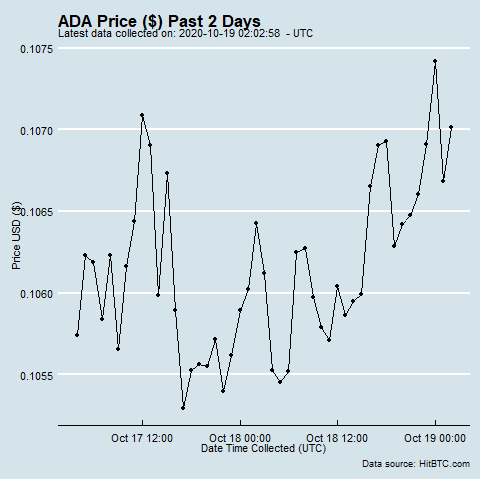 ADA Price ($) Past 2 Days
Latest data collected on: 2020-10-19 02:02:58 - UTC
0.1075
0.1070
0.1065
0.1060
0.1055
Price USD ($)
Oct 17 12:00 Oct 18 00:00 Oct 18 12:00 Oct 19 00:00
Date Time Collected (UTC)
Data source: HitBTC.com